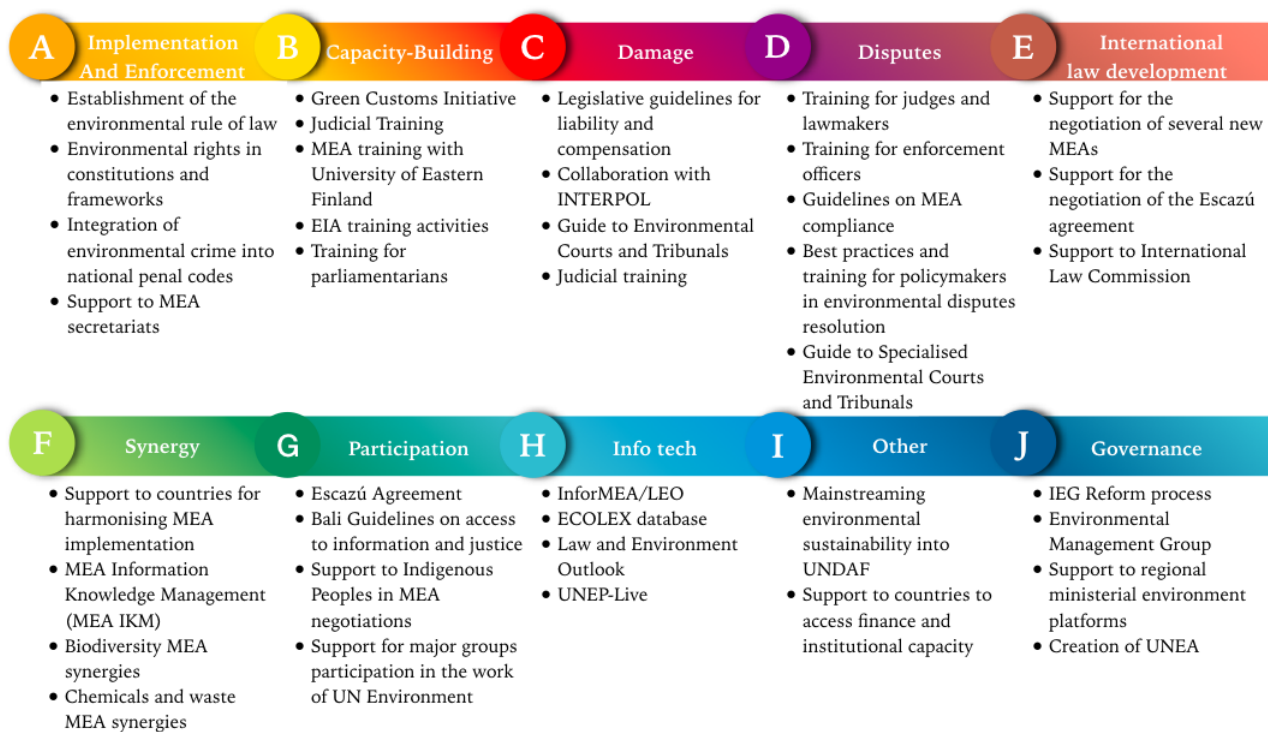 A
Implementation
And Enforcement
Establishment of the
environmental rule of law
Environmental rights in
constitutions and
frameworks
Integration of
environmental crime into
national penal codes
Support to MEA
secretariats
B
Capacity-Building
Green Customs Initiative
Judicial Training
MEA training with
University of Eastern
Finland
EIA training activities
Training for
parliamentarians
C
Damage
Legislative guidelines for
liability and
compensation
Collaboration with
INTERPOL
Guide to Environmental
Courts and Tribunals
Judicial training
D
Disputes
Training for judges and
lawmakers
Training for enforcement
officers
Guidelines on MEA
compliance
Best practices and
training for policymakers
in environmental disputes
resolution
Guide to Specialised
Environmental Courts
and Tribunals
E
International
law development
Support for the
negotiation of several new
MEAs
Support for the
negotiation of the Escazú
agreement
Support to International
Law Commission
F
Synergy
Support to countries for
harmonising MEA
implementation
MEA Information
Knowledge Management
(MEA IKM)
Biodiversity MEA
synergies
Chemicals and waste
MEA synergies
G
Participation
Escazú Agreement
Bali Guidelines on access
to information and justice
Support to Indigenous
Peoples in MEA
negotiations
Support for major groups
participation in the work
of UN Environment
H
Info tech
InforMEA/LEO
ECOLEX database
Law and Environment
Outlook
UNEP-Live
I
Other
Mainstreaming
environmental
sustainability into
UNDAF
Support to countries to
access finance and
institutional capacity
J
Governance
IEG Reform process
Environmental
Management Group
Support to regional
ministerial environment
platforms
Creation of UNEA